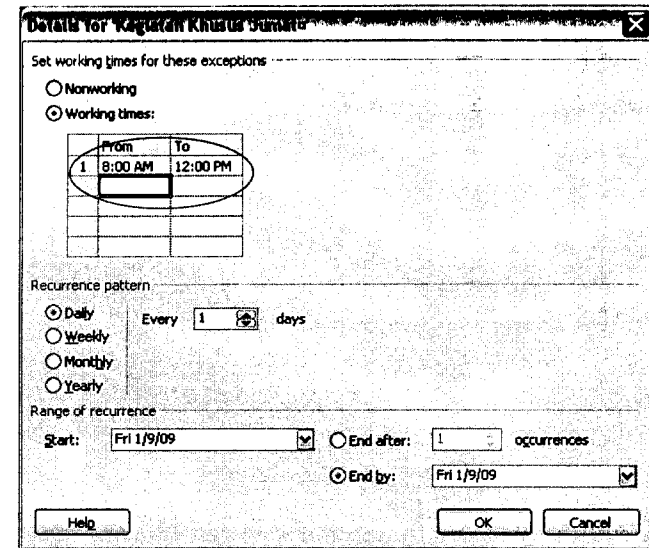 Details for 'Kegiatan Khusus Jumat'
Set working times for these exceptions
Nonworking
Working times:
From To
1 8:00 AM 12:00 PM
Recurrence pattern
Daily
Every 1 days
Weekly
Monthly
Yearly
Range of recurrence
Start: Fri 1/9/09 End after: 1 occurrences
End by: Fri 1/9/09
Help OK Cancel